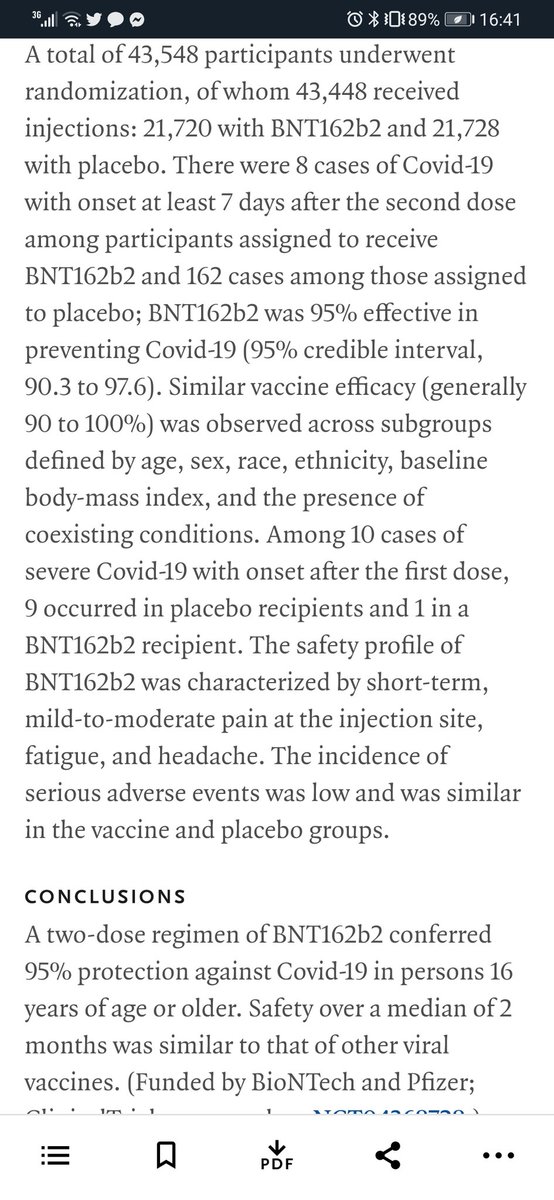 3G 89% 16:41
A total of 43,548 participants underwent
randomization, of whom 43,448 received
injections: 21,720 with BNT162b2 and 21,728
with placebo. There were 8 cases of Covid-19
with onset at least 7 days after the second dose
among participants assigned to receive
BNT162b2 and 162 cases among those assigned
to placebo; BNT162b2 was 95% effective in
preventing Covid-19 (95% credible interval,
90.3 to 97.6). Similar vaccine efficacy (generally
90 to 100%) was observed across subgroups
defined by age, sex, race, ethnicity, baseline
body-mass index, and the presence of
coexisting conditions. Among 10 cases of
severe Covid-19 with onset after the first dose,
9 occurred in placebo recipients and 1 in a
BNT162b2 recipient. The safety profile of
BNT162b2 was characterized by short-term,
mild-to-moderate pain at the injection site,
fatigue, and headache. The incidence of
serious adverse events was low and was similar
in the vaccine and placebo groups.
CONCLUSIONS
A two-dose regimen of BNT162b2 conferred
95% protection against Covid-19 in persons 16
years of age or older. Safety over a median of 2
months was similar to that of other viral
vaccines. (Funded by BioNTech and Pfizer;
PDF